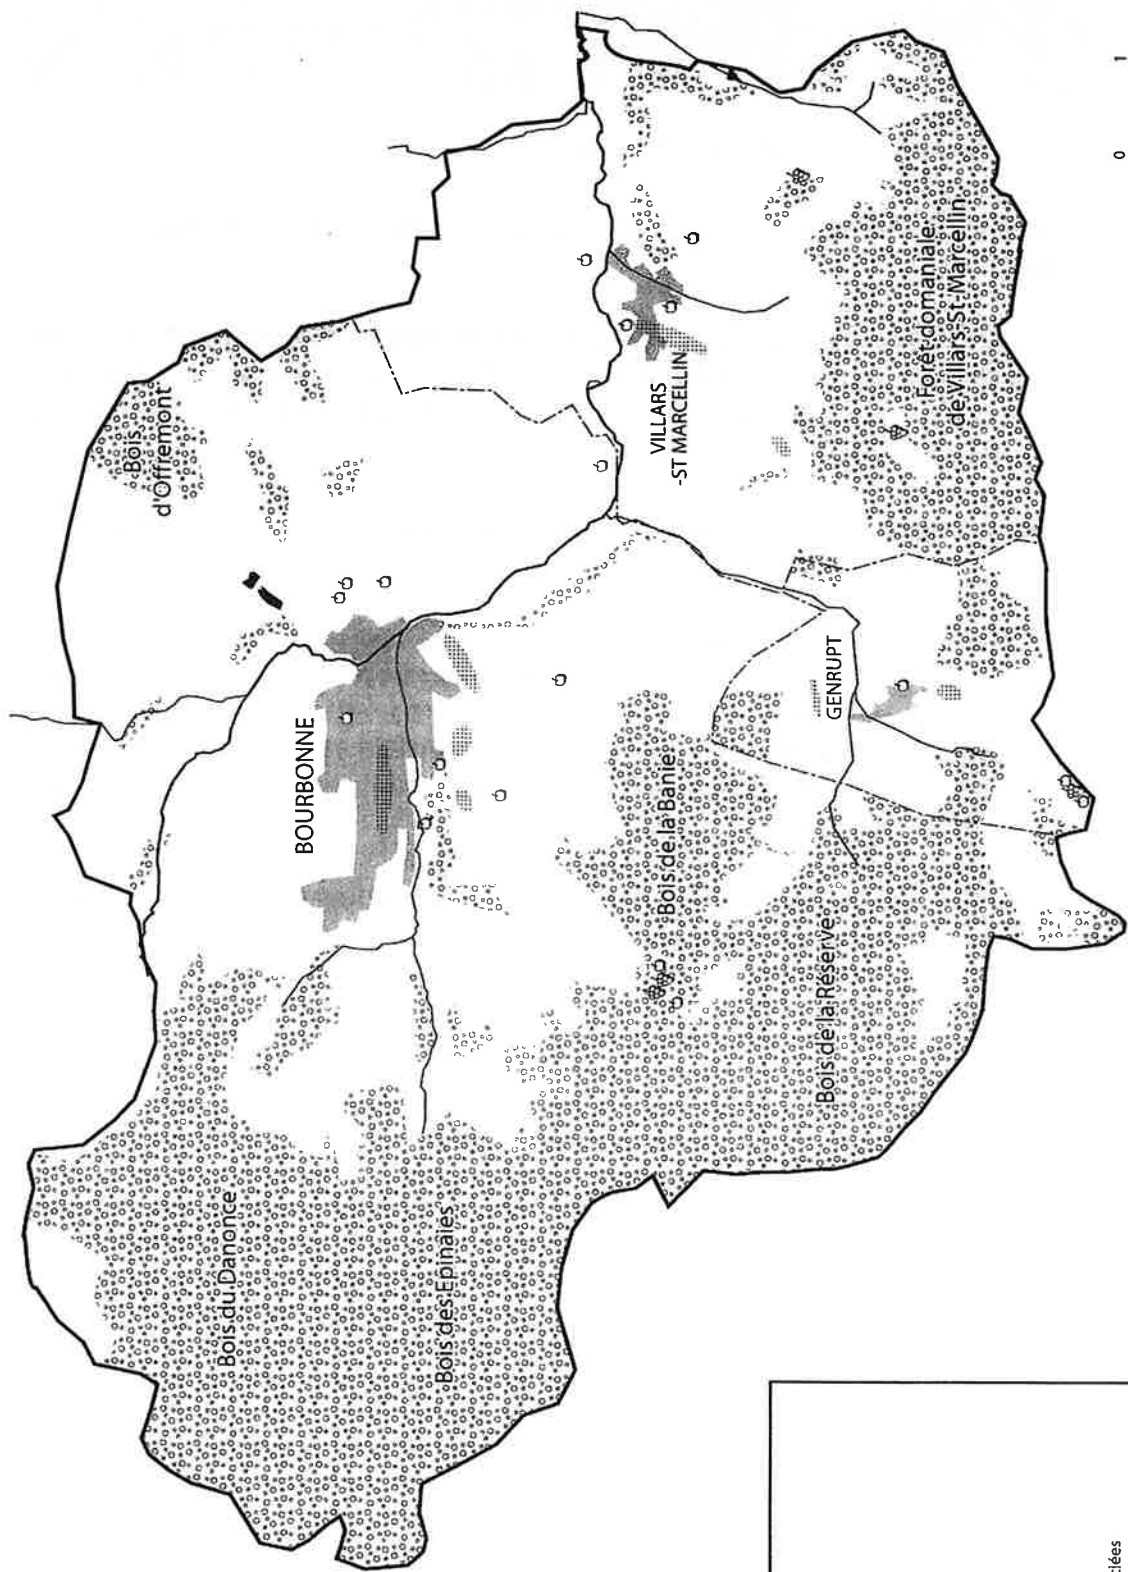 Bois
d'Offremont
BOURBONNE
Bois du Danonce
Bois des Epinaies
VILLARS
-ST MARCELLIN
GENRUPT
Bois de la Banie
Bois de la Réserve
Forêt domaniale
de Villars-St-Marcellin
0
1